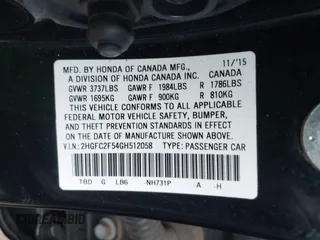 MFD. BY HONDA OF CANADA MFG., 11/'15
A DIVISION OF HONDA CANADA INC. CANADA
GVWR 3737LBS GAWR F 1984LBS R 1786LBS
GVWR 1695KG GAWR F 900KG R 810KG
THIS VEHICLE CONFORMS TO ALL APPLICABLE
FEDERAL MOTOR VEHICLE SAFETY, BUMPER,
AND THEFT PREVENTION STANDARDS IN EFFECT
ON THE DATE OF MANUFACTURE SHOWN ABOVE.
V.I.N.: 2HGFC2F54GH512058 TYPE: PASSENGER CAR
TBD G LB6 -NH731P -A -H